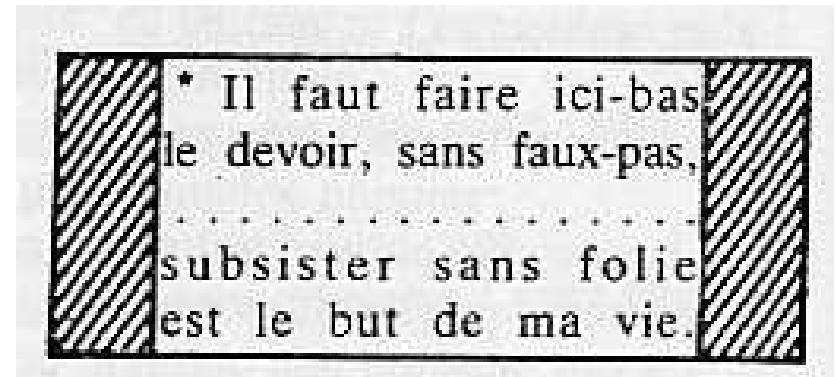 * Il faut faire ici-bas
le devoir, sans faux-pas,
. . . . . . . . . . . . . . . . .
subsister sans folie
est le but de ma vie.